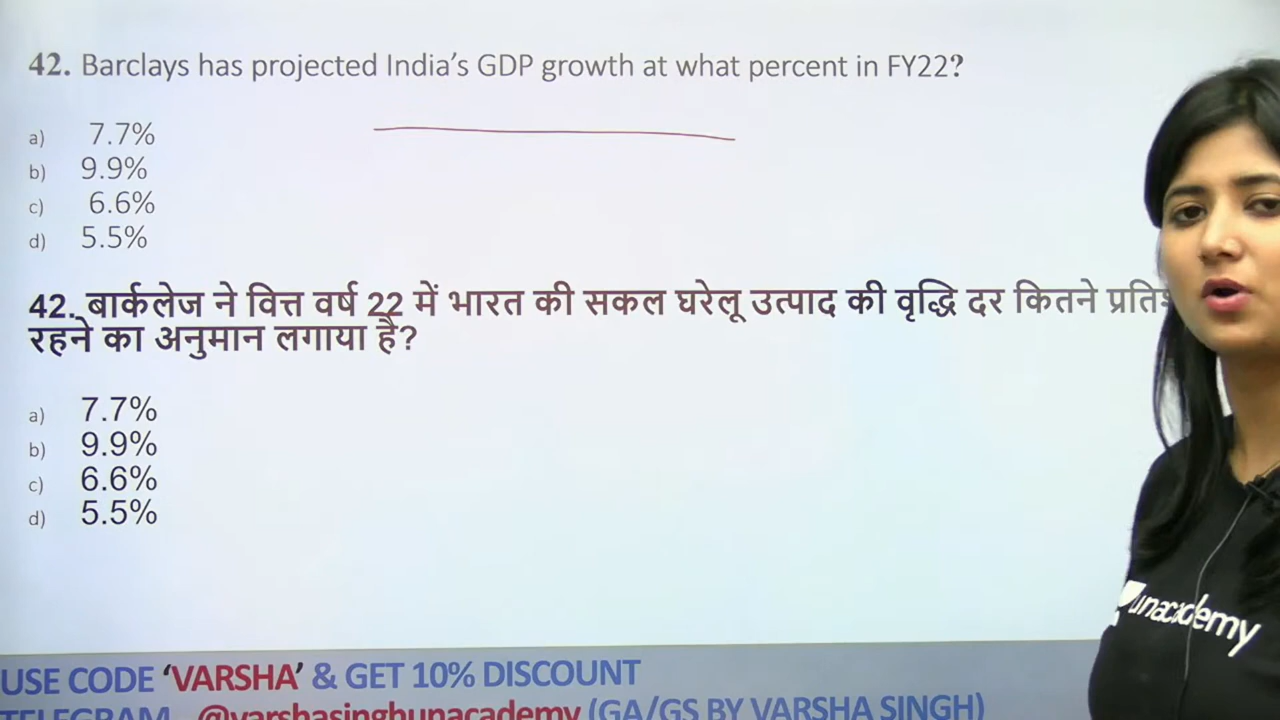 42. Barclays has projected India’s GDP growth at what percent in FY22?
a) 7.7%
b) 9.9%
c) 6.6%
d) 5.5%
42. बार्कलेज ने वित्त वर्ष 22 में भारत की सकल घरेलू उत्पाद की वृद्धि दर कितने
रहने का अनुमान लगाया है?
a) 7.7%
b) 9.9%
c) 6.6%
d) 5.5%
unacademy
USE CODE ‘VARSHA’ & GET 10% DISCOUNT
TELEGRAM @varshasinghunacademy (GA/GS BY VARSHA SINGH)